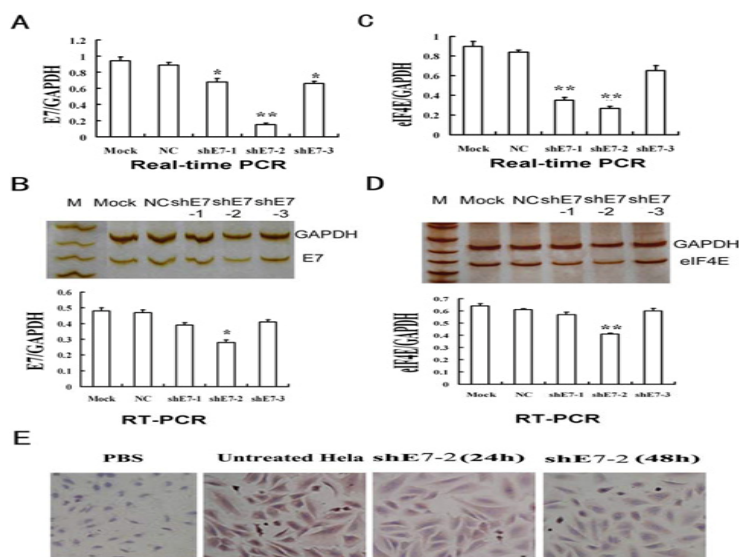 A
E7/GAPDH
1.2
1
0.8
0.6
0.4
0.2
0
*
**
*
Mock NC shE7-1 shE7-2 shE7-3
Real-time PCR
B
M Mock NC shE7 shE7 shE7
-1 -2 -3
GAPDH
E7
E7/GAPDH
0.6
0.5
0.4
0.3
0.2
0.1
0
*
Mock NC shE7-1 shE7-2 shE7-3
RT-PCR
C
eIF4E/GAPDH
1
0.8
0.6
0.4
0.2
0
**
**
Mock NC shE7-1 shE7-2 shE7-3
Real-time PCR
D
M Mock NC shE7 shE7 shE7
-1 -2 -3
GAPDH
eIF4E
eIF4E/GAPDH
0.7
0.6
0.5
0.4
0.3
0.2
0.1
0
**
Mock NC shE7-1 shE7-2 shE7-3
RT-PCR
E
PBS Untreated Hela shE7-2 (24h) shE7-2 (48h)